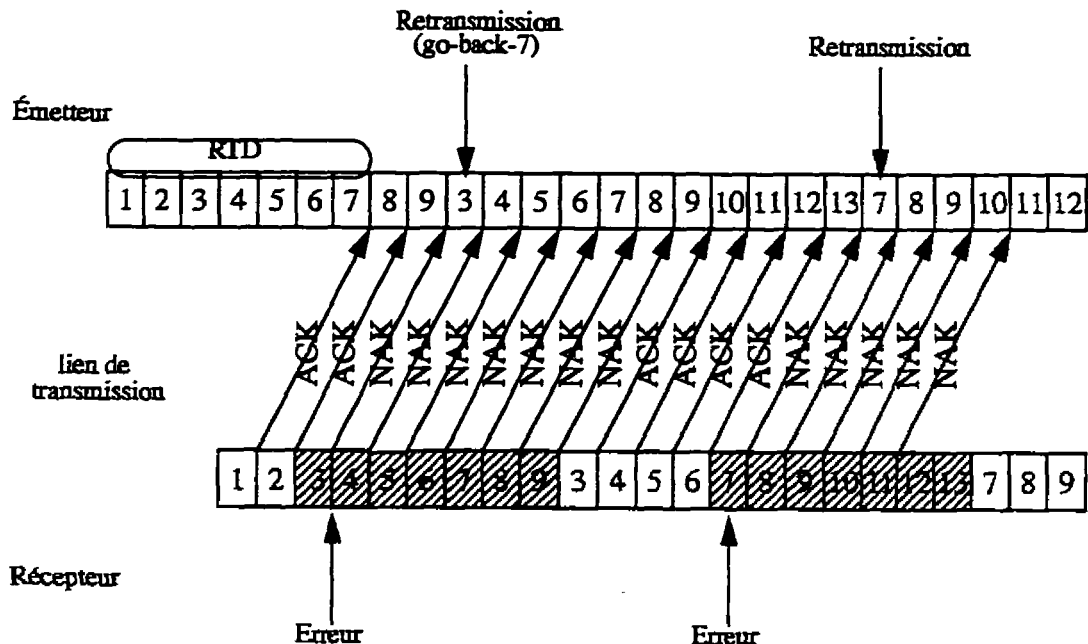 Retransmission
(go-back-7)
Retransmission
Émetteur
RTD
1 2 3 4 5 6 7 8 9 3 4 5 6 7 8 9 10 11 12 13 7 8 9 10 11 12
lien de
transmission
ACK ACK NAK NAK NAK NAK NAK NAK NAK ACK ACK ACK ACK NAK NAK NAK NAK NAK
1 2 3 4 5 6 7 8 9 3 4 5 6 7 8 9 10 11 12 13 7 8 9
Récepteur
Erreur
Erreur